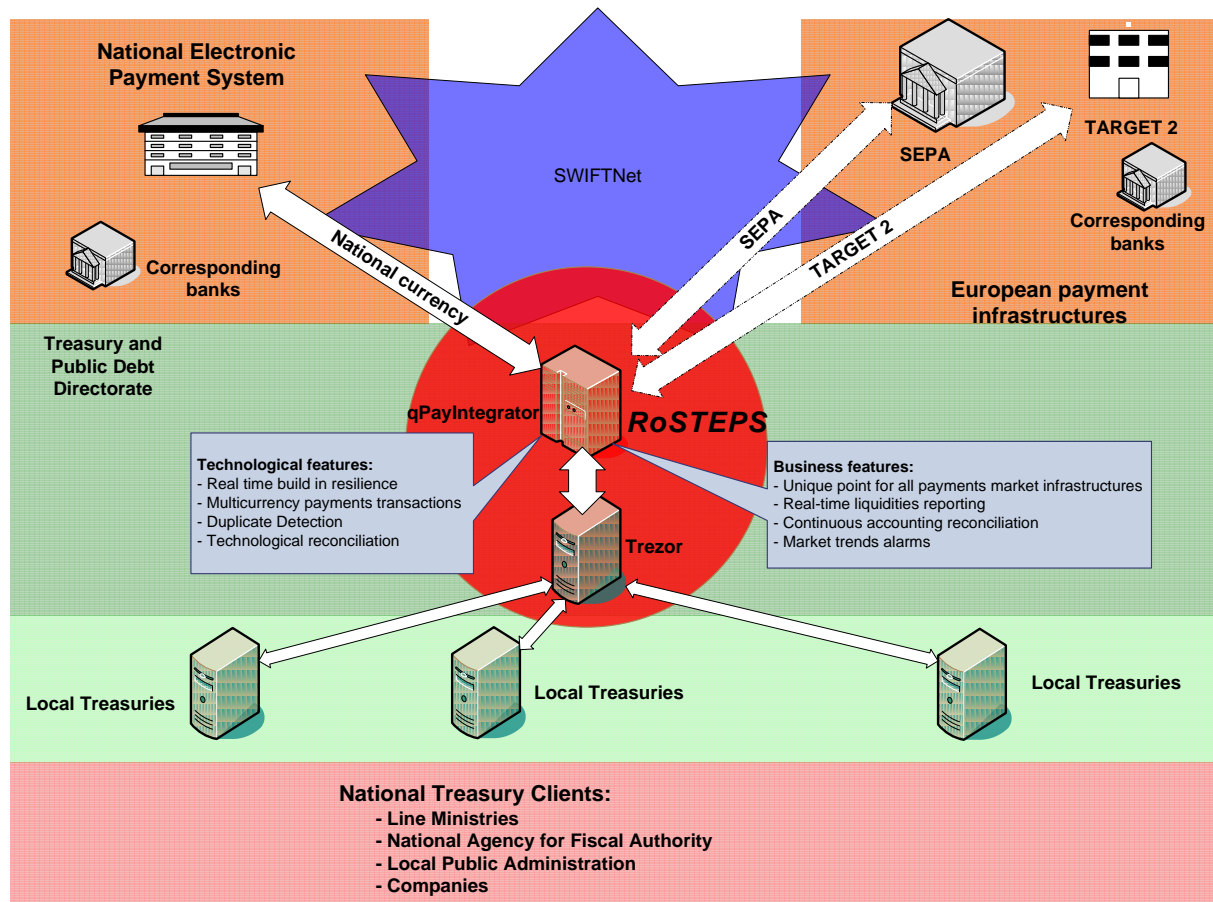 National Electronic
Payment System
SWIFTNet
SEPA
TARGET 2
Corresponding
banks
Corresponding
banks
National currency
SEPA
TARGET 2
European payment
infrastructures
Treasury and
Public Debt
Directorate
qPayIntegrator
RoSTEPS
Technological features:
- Real time build in resilience
- Multicurrency payments transactions
- Duplicate Detection
- Technological reconciliation
Business features:
- Unique point for all payments market infrastructures
- Real-time liquidities reporting
- Continuous accounting reconciliation
- Market trends alarms
Trezor
Local Treasuries
Local Treasuries
Local Treasuries
National Treasury Clients:
- Line Ministries
- National Agency for Fiscal Authority
- Local Public Administration
- Companies